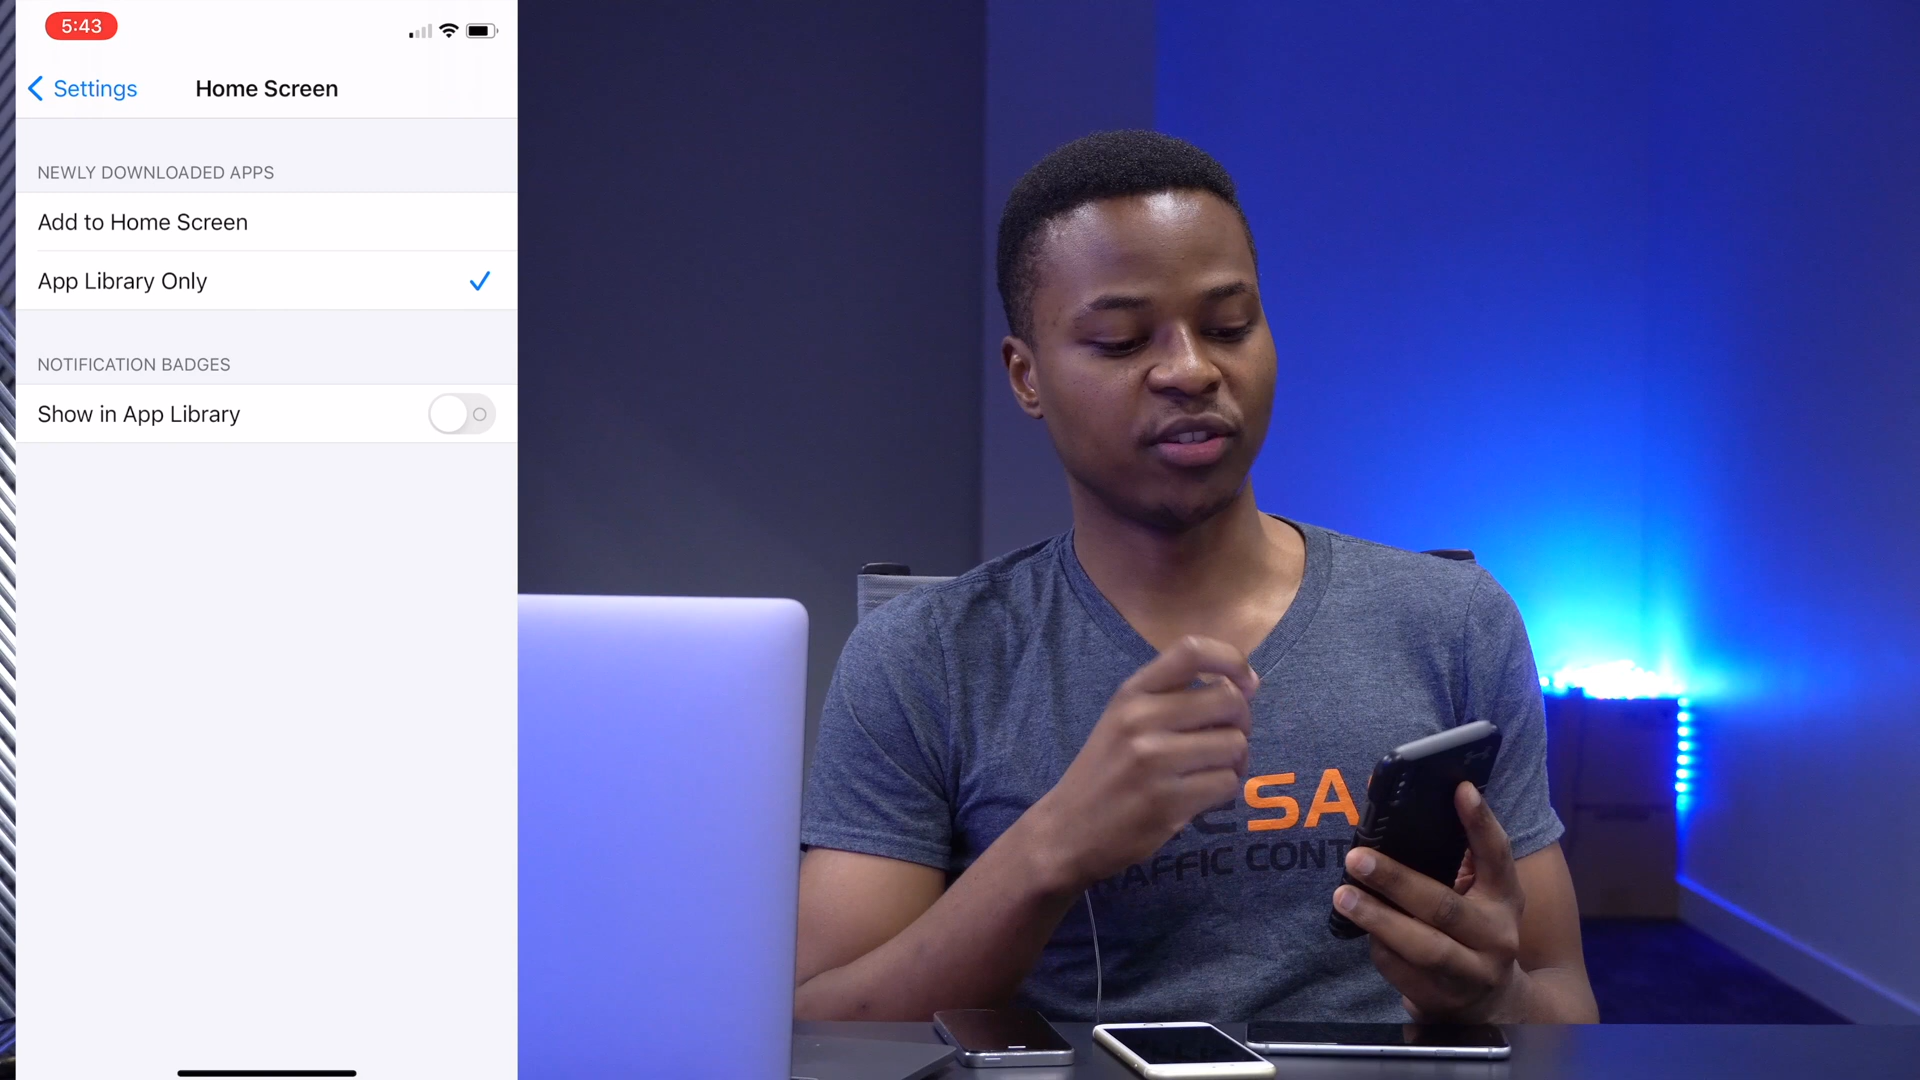 5:43
Settings
Home Screen
NEWLY DOWNLOADED APPS
Add to Home Screen
App Library Only
NOTIFICATION BADGES
Show in App Library
SA
TRAFFIC CONT